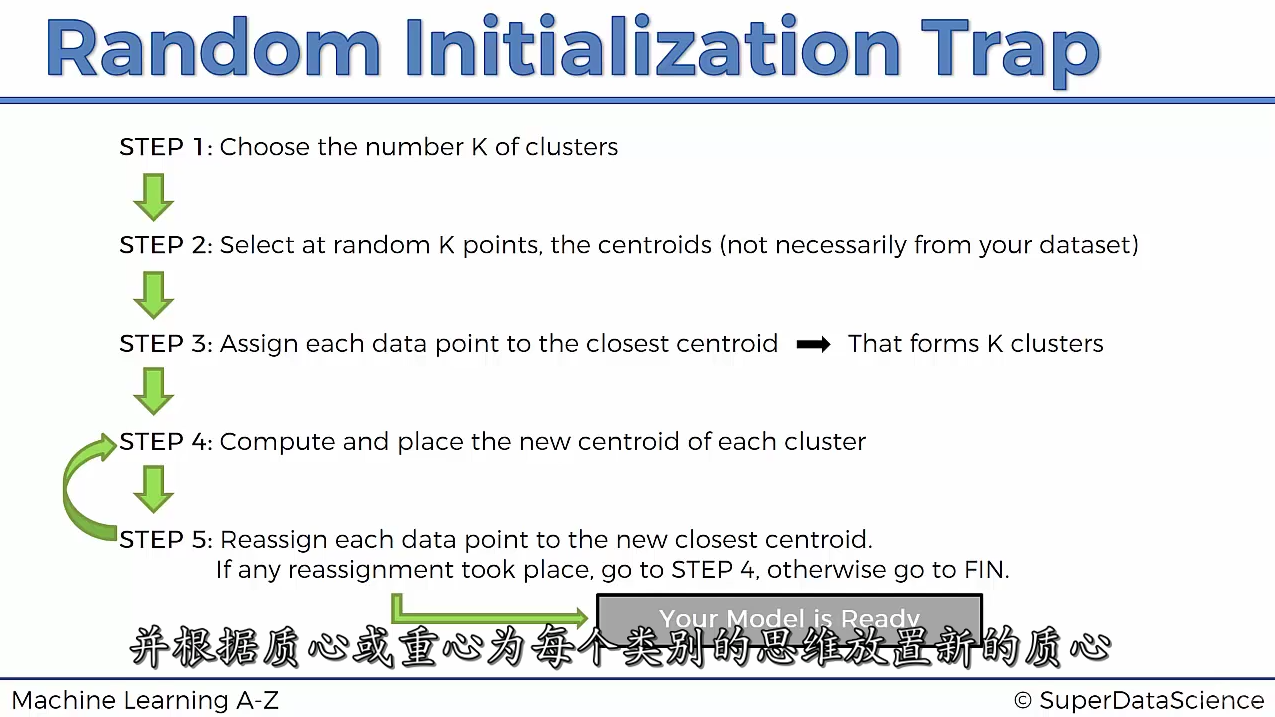 Random Initialization Trap
STEP 1: Choose the number K of clusters
STEP 2: Select at random K points, the centroids (not necessarily from your dataset)
STEP 3: Assign each data point to the closest centroid ➡ That forms K clusters
STEP 4: Compute and place the new centroid of each cluster
STEP 5: Reassign each data point to the new closest centroid.
If any reassignment took place, go to STEP 4, otherwise go to FIN.
Your Model is Ready
并根据质心或重心为每个类别的思维放置新的质心
Machine Learning A-Z
© SuperDataScience